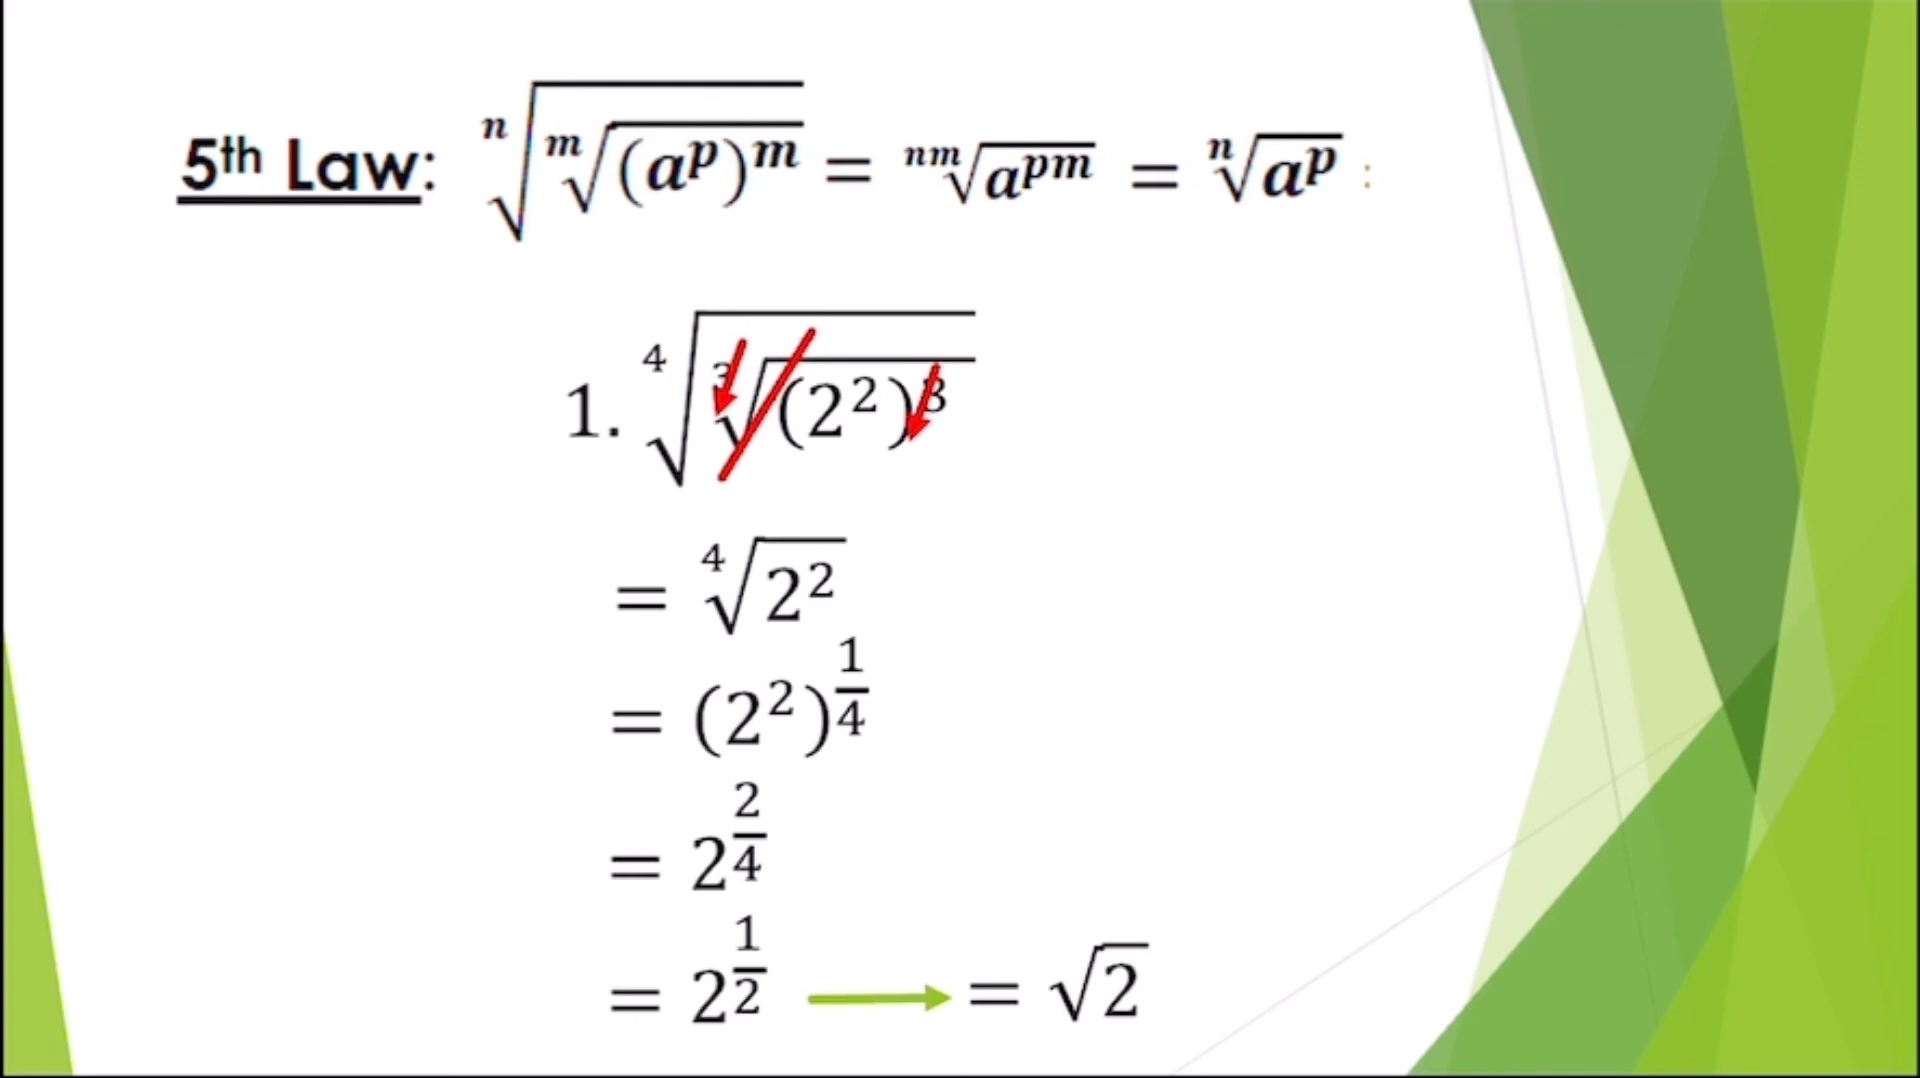 5th Law: ⁿ√(ᵐ√((aᵖ)ᵐ)) = ⁿᵐ√(aᵖᵐ) = ⁿ√(aᵖ) :
1. ⁴√(³√((2²)³))
= ⁴√(2²)
= (2²)^(1/4)
= 2^(2/4)
= 2^(1/2) → = √2